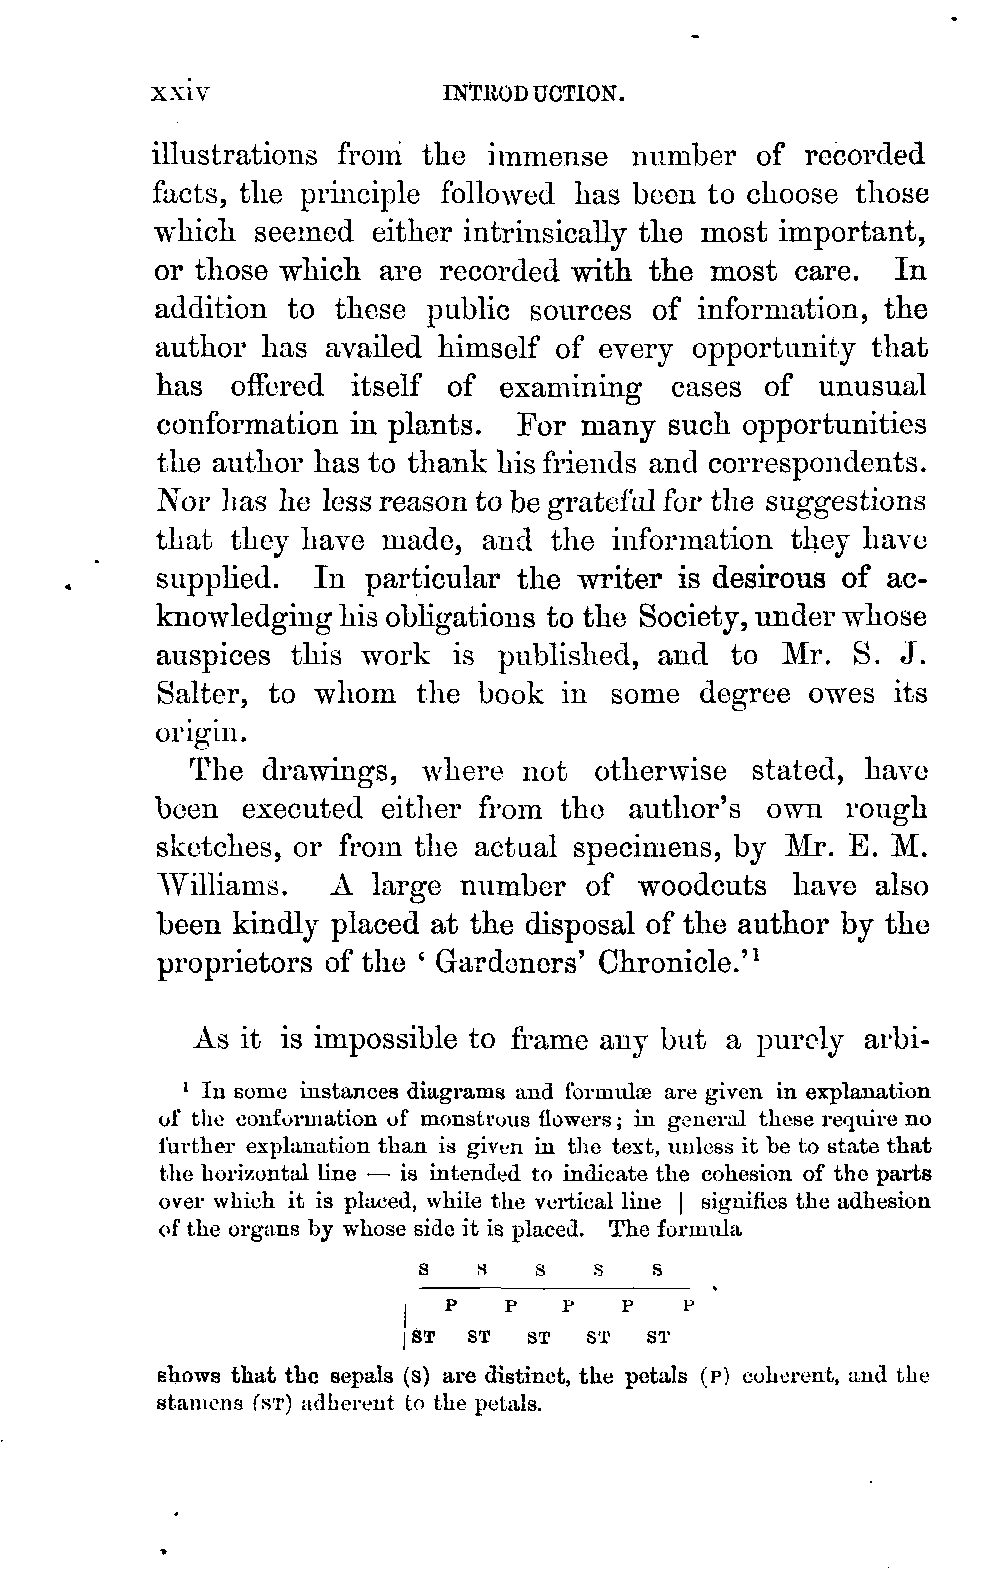 xxiv INTRODUCTION.
illustrations from the immense number of recorded
facts, the principle followed has been to choose those
which seemed either intrinsically the most important,
or those which are recorded with the most care. In
addition to these public sources of information, the
author has availed himself of every opportunity that
has offered itself of examining cases of unusual
conformation in plants. For many such opportunities
the author has to thank his friends and correspondents.
Nor has he less reason to be grateful for the suggestions
that they have made, and the information they have
supplied. In particular the writer is desirous of ac-
knowledging his obligations to the Society, under whose
auspices this work is published, and to Mr. S. J.
Salter, to whom the book in some degree owes its
origin.
The drawings, where not otherwise stated, have
been executed either from the author's own rough
sketches, or from the actual specimens, by Mr. E. M.
Williams. A large number of woodcuts have also
been kindly placed at the disposal of the author by the
proprietors of the ‘ Gardeners’ Chronicle.’¹
As it is impossible to frame any but a purely arbi-
¹ In some instances diagrams and formulæ are given in explanation
of the conformation of monstrous flowers; in general these require no
further explanation than is given in the text, unless it be to state that
the horizontal line — is intended to indicate the cohesion of the parts
over which it is placed, while the vertical line | signifies the adhesion
of the organs by whose side it is placed. The formula
S S S S S
P P P P P
ST ST ST ST ST
shows that the sepals (S) are distinct, the petals (P) coherent, and the
stamens (ST) adherent to the petals.